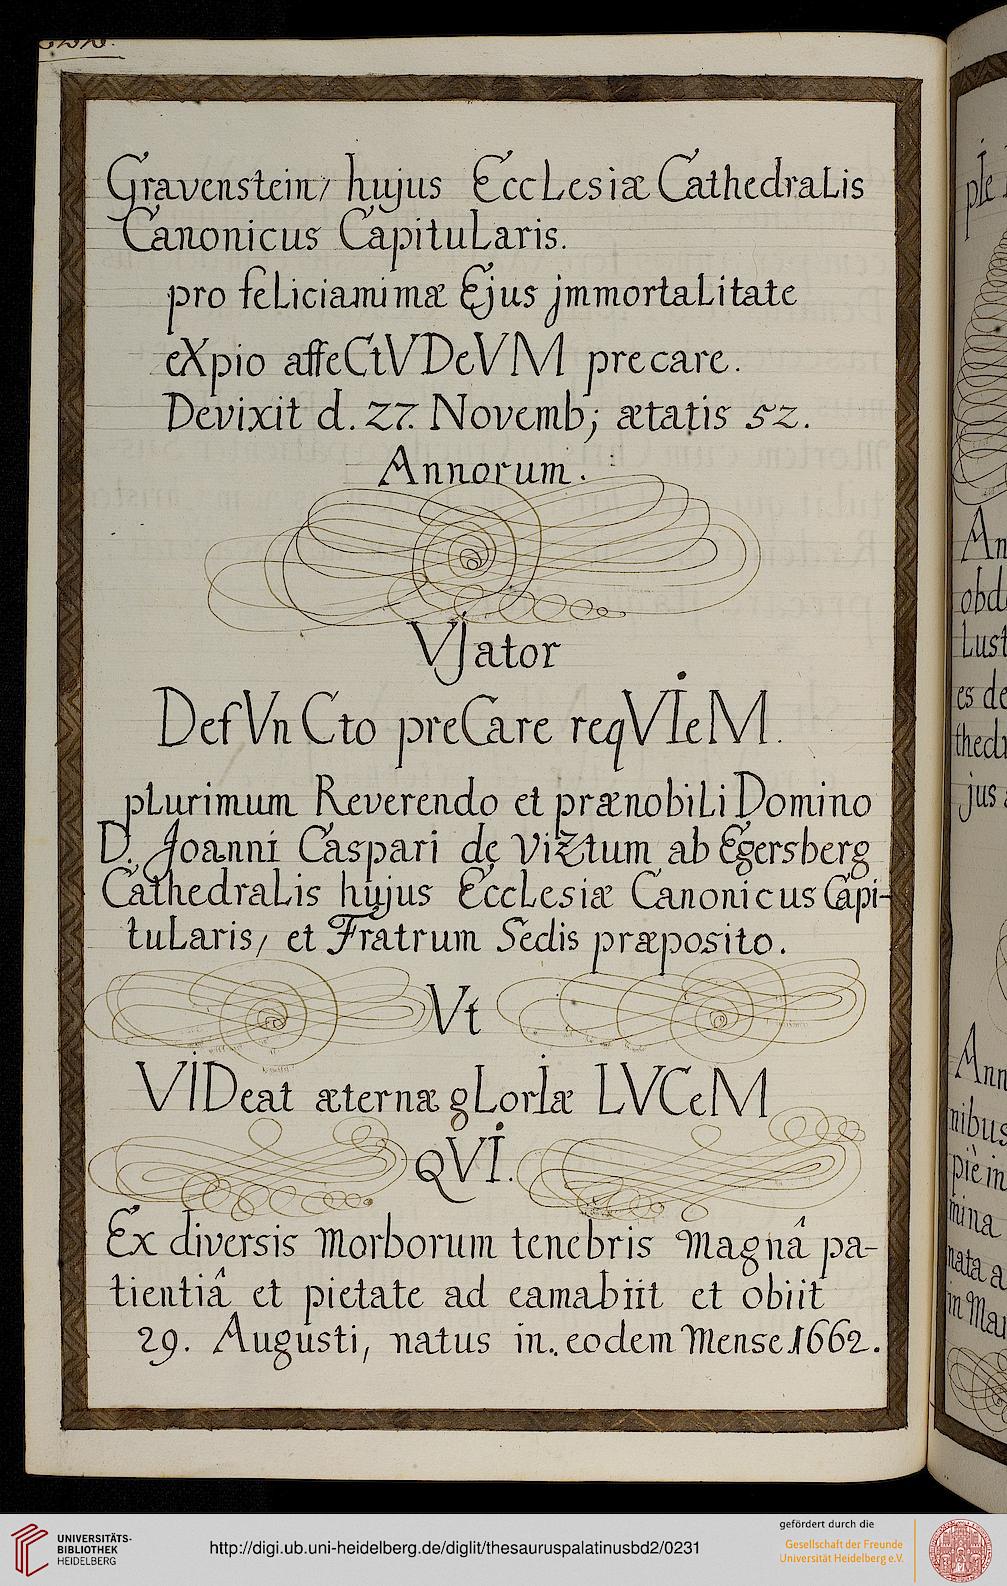 Gravenstein/ hujus EccLesiæ CathedraLis
Canonicus CapituLaris.
pro feLiciamimæ Ejus jmmortaLitate
eXpio affeCtVDeVM precare.
Devixit d. 27. Novemb; ætatis 52.
Annorum.
VJator
DefVnCto preCare reqVIeM.
pLurimum Reverendo et prænobiLi Domino
D. Joanni Caspari de Viztum ab Egersberg
CathedraLis hujus EccLesiæ Canonicus Capi-
tuLaris, et Fratrum Sedis præposito.
Vt
VIDeat æternæ gLorIæ LVCeM
QVI.
Ex diversis Morborum tenebris Magnâ pa-
tientiâ et pietate ad eamabiit et obiit
29. Augusti, natus in. eodem Mense 1662.
UNIVERSITÄTS-
BIBLIOTHEK
HEIDELBERG
http://digi.ub.uni-heidelberg.de/diglit/thesauruspalatinusbd2/0231
gefördert durch die
Gesellschaft der Freunde
Universität Heidelberg e.V.